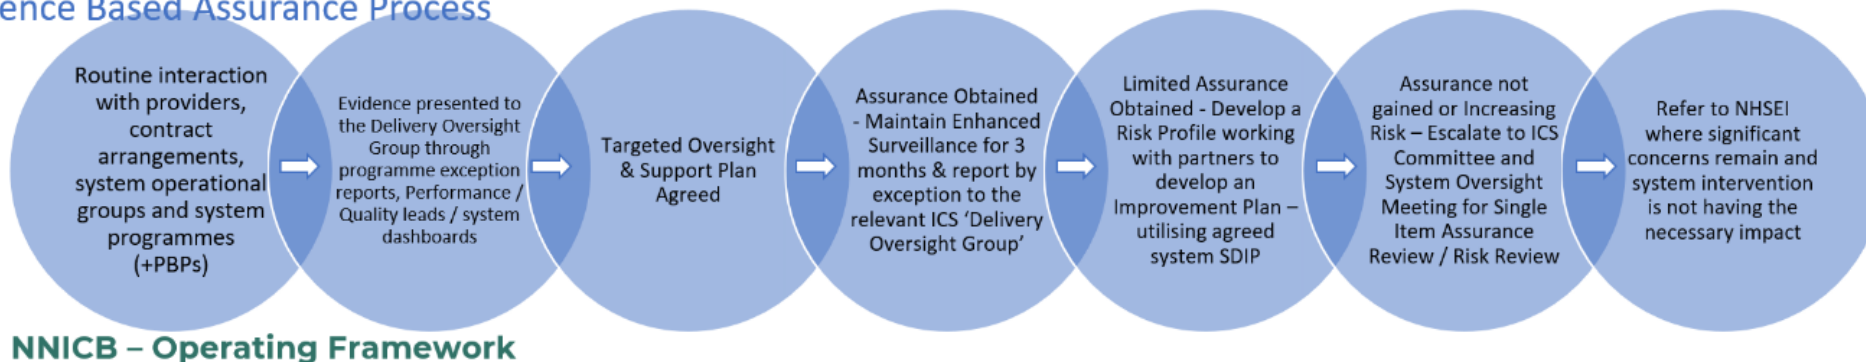 ence Based Assurance Process
Routine interaction
with providers,
contract
arrangements,
system operational
groups and system
programmes
(+PBPs)
Evidence presented to
the Delivery Oversight
Group through
programme exception
reports, Performance /
Quality leads / system
dashboards
Targeted Oversight
& Support Plan
Agreed
Assurance Obtained
- Maintain Enhanced
Surveillance for 3
months & report by
exception to the
relevant ICS ‘Delivery
Oversight Group’
Limited Assurance
Obtained - Develop a
Risk Profile working
with partners to
develop an
Improvement Plan –
utilising agreed
system SDIP
Assurance not
gained or Increasing
Risk – Escalate to ICS
Committee and
System Oversight
Meeting for Single
Item Assurance
Review / Risk Review
Refer to NHSEI
where significant
concerns remain and
system intervention
is not having the
necessary impact
NNICB – Operating Framework